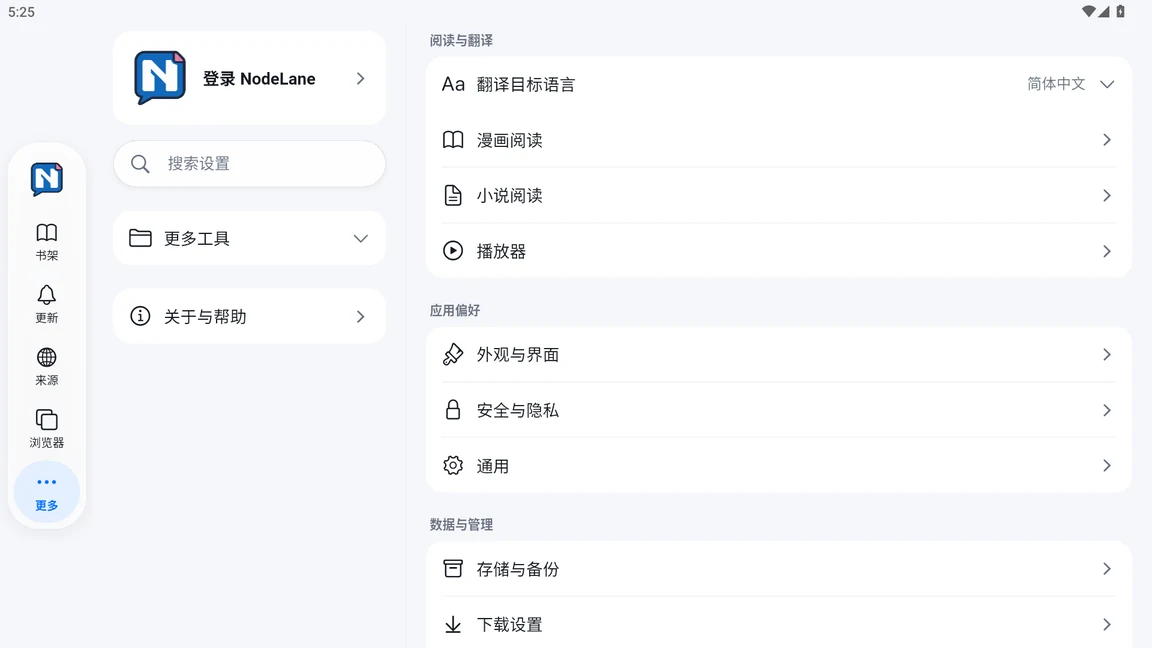 5:25
登录 NodeLane
搜索设置
更多工具
关于与帮助
书架
更新
来源
浏览器
更多
阅读与翻译
Aa 翻译目标语言 简体中文
漫画阅读
小说阅读
播放器
应用偏好
外观与界面
安全与隐私
通用
数据与管理
存储与备份
下载设置